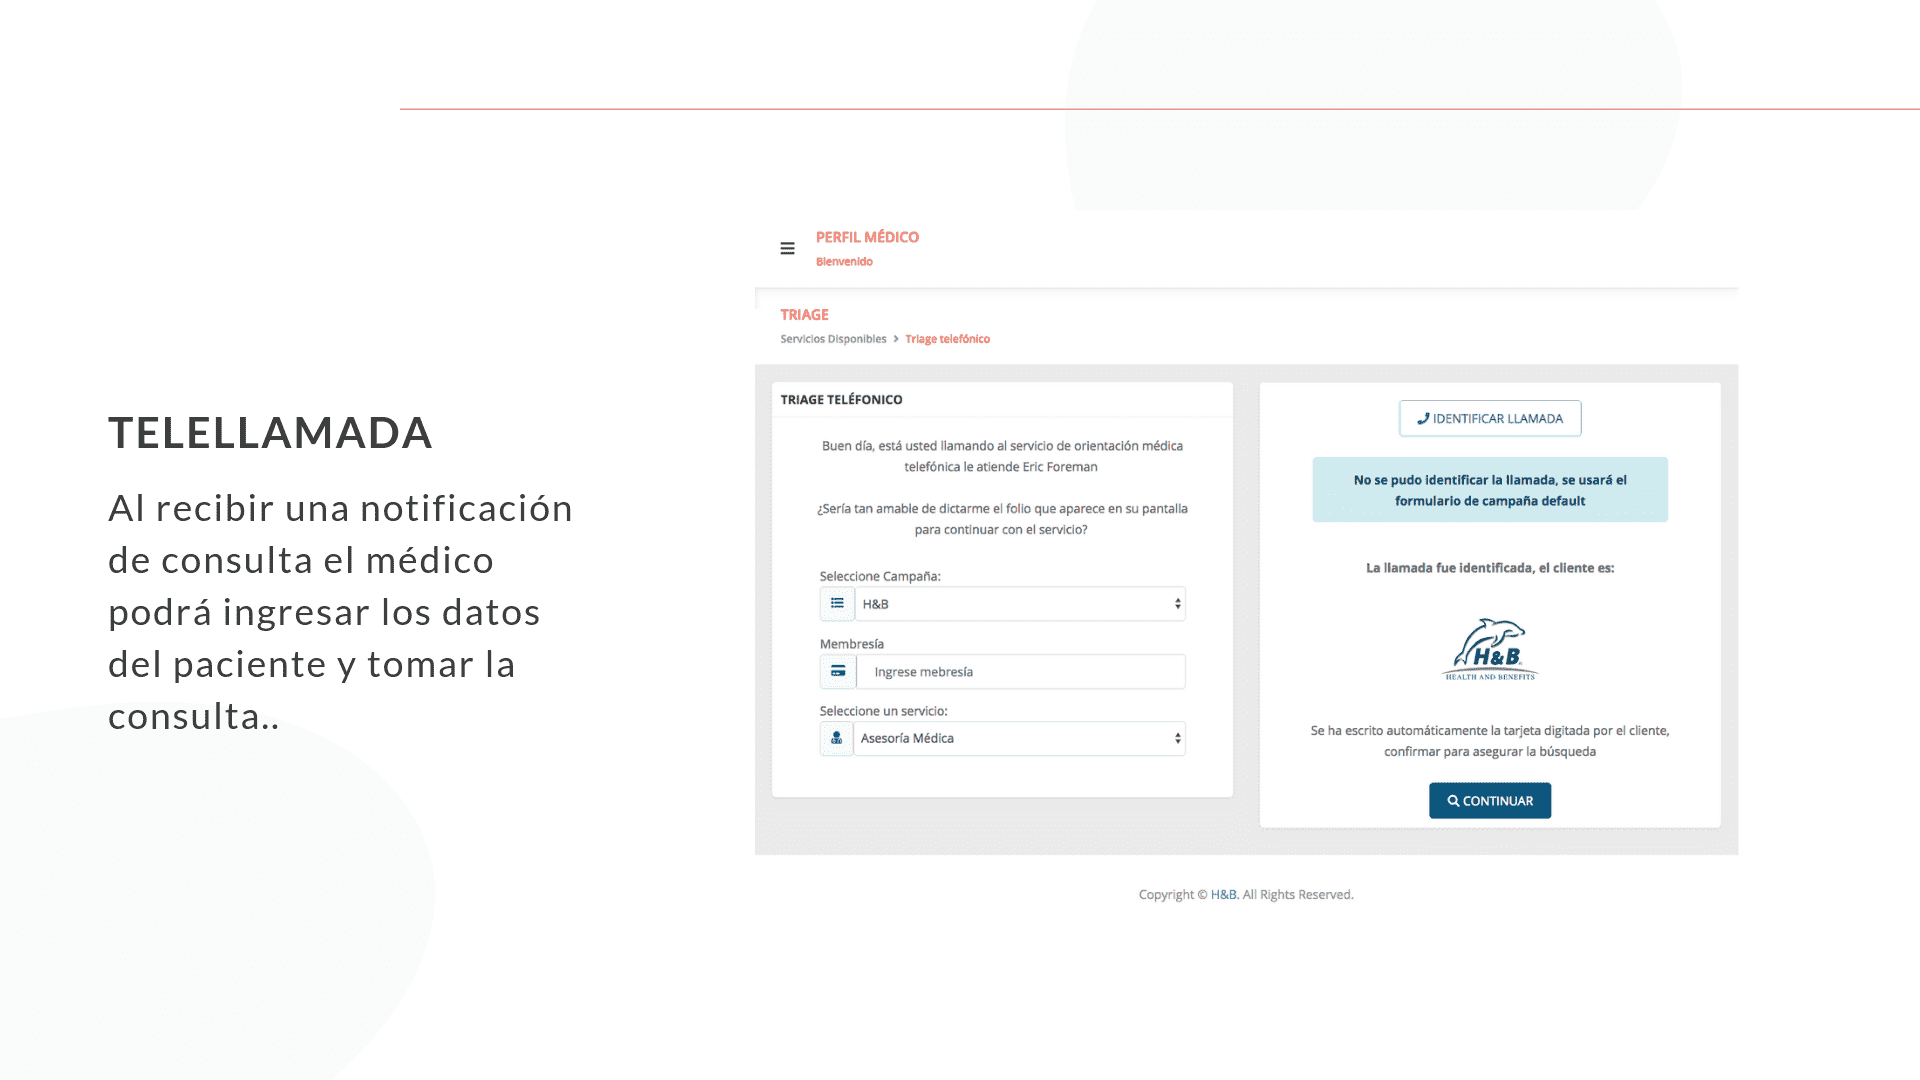 TELELLAMADA
Al recibir una notificación
de consulta el médico
podrá ingresar los datos
del paciente y tomar la
consulta..
PERFIL MÉDICO
Bienvenido
TRIAGE
Servicios Disponibles > Triage telefónico
TRIAGE TELÉFONICO
Buen día, está usted llamando al servicio de orientación médica
telefónica le atiende Eric Foreman
¿Sería tan amable de dictarme el folio que aparece en su pantalla
para continuar con el servicio?
Seleccione Campaña:
H&B
Membresía
Ingrese mebresía
Seleccione un servicio:
Asesoría Médica
IDENTIFICAR LLAMADA
No se pudo identificar la llamada, se usará el
formulario de campaña default
La llamada fue identificada, el cliente es:
H&B
HEALTH AND BENEFITS
Se ha escrito automáticamente la tarjeta digitada por el cliente,
confirmar para asegurar la búsqueda
CONTINUAR
Copyright © H&B. All Rights Reserved.